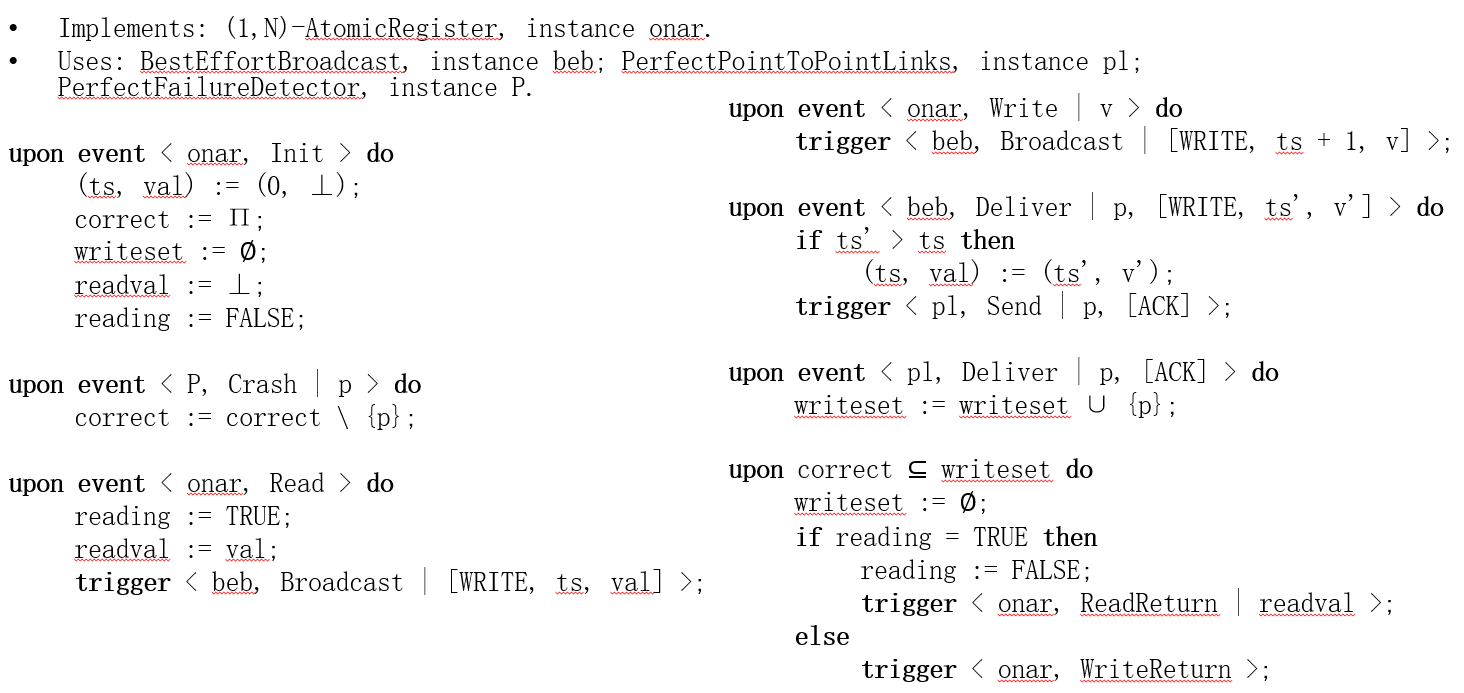 • Implements: (1,N)-AtomicRegister, instance onar.
• Uses: BestEffortBroadcast, instance beb; PerfectPointToPointLinks, instance pl;
PerfectFailureDetector, instance P.
upon event < onar, Init > do
(ts, val) := (0, ⊥);
correct := Π;
writeset := ∅;
readval := ⊥;
reading := FALSE;
upon event < P, Crash | p > do
correct := correct \ {p};
upon event < onar, Read > do
reading := TRUE;
readval := val;
trigger < beb, Broadcast | [WRITE, ts, val] >;
upon event < onar, Write | v > do
trigger < beb, Broadcast | [WRITE, ts + 1, v] >;
upon event < beb, Deliver | p, [WRITE, ts’, v’] > do
if ts’ > ts then
(ts, val) := (ts’, v’);
trigger < pl, Send | p, [ACK] >;
upon event < pl, Deliver | p, [ACK] > do
writeset := writeset ∪ {p};
upon correct ⊆ writeset do
writeset := ∅;
if reading = TRUE then
reading := FALSE;
trigger < onar, ReadReturn | readval >;
else
trigger < onar, WriteReturn >;